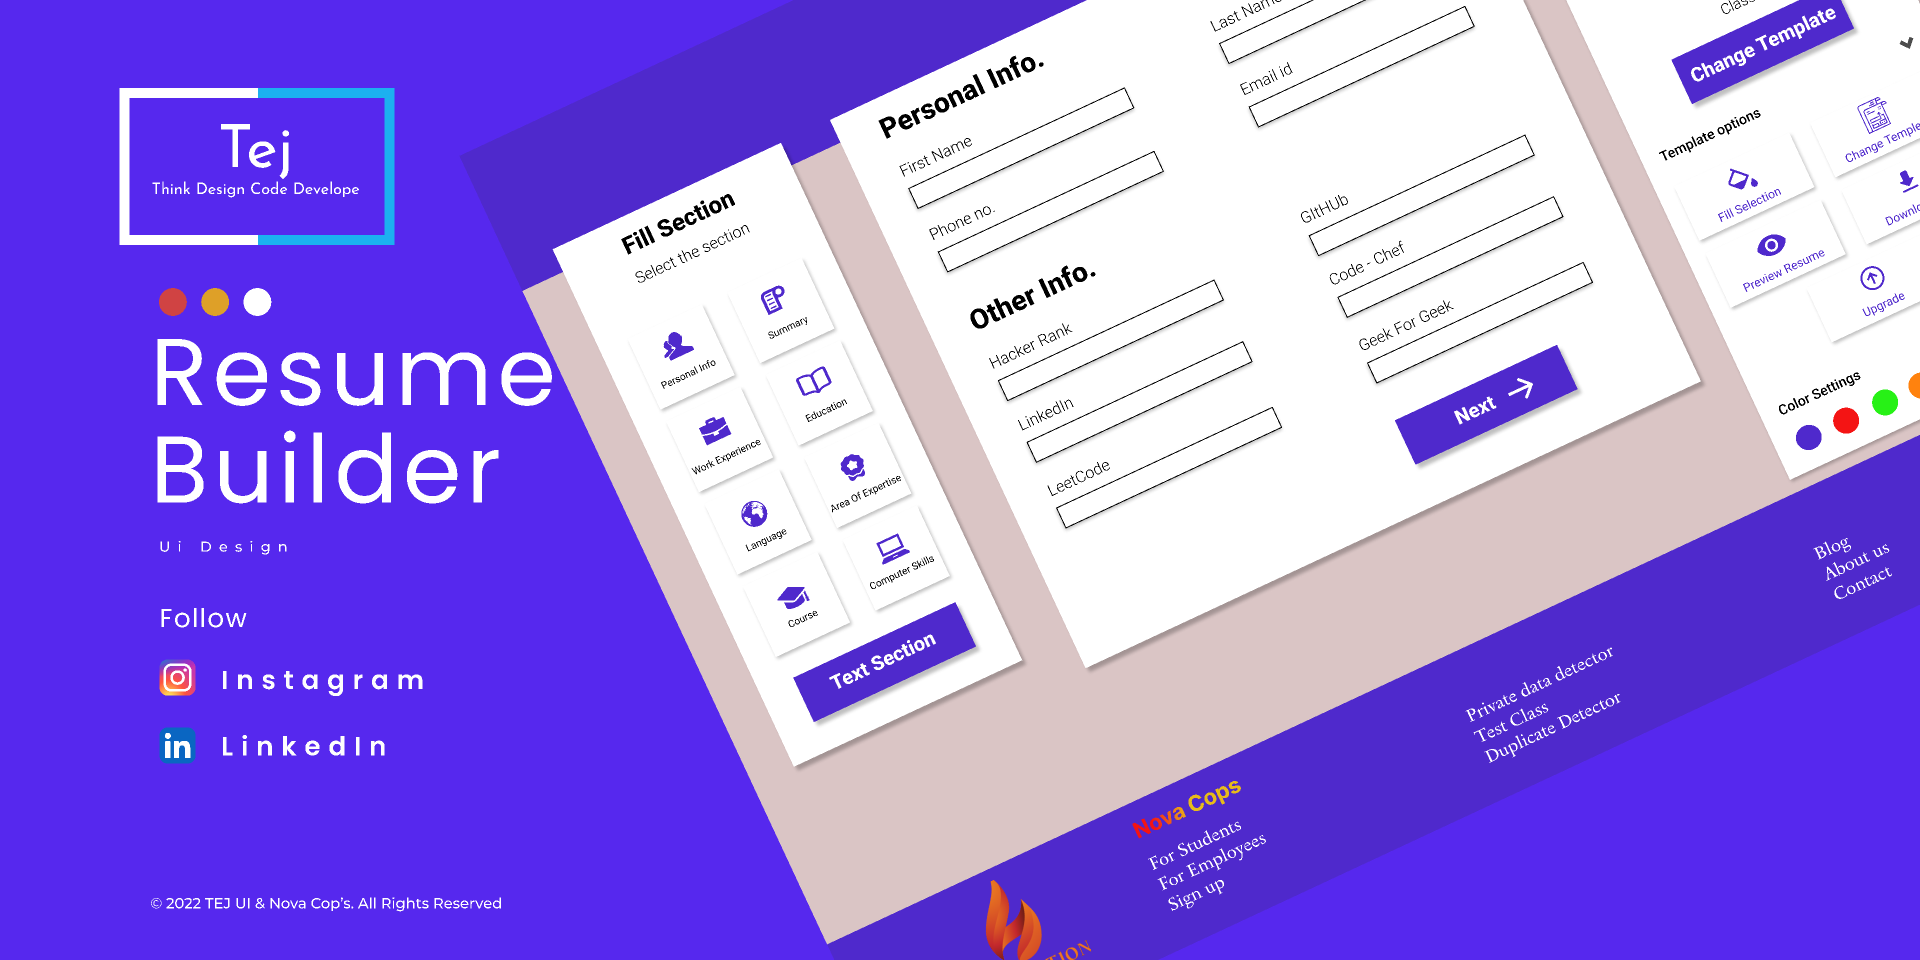 Tej
Think Design Code Develope
Resume
Builder
Ui Design
Follow
Instagram
LinkedIn
© 2022 TEJ UI & Nova Cop's. All Rights Reserved
Fill Section
Select the section
Personal Info
Summary
Work Experience
Education
Language
Area Of Expertise
Course
Computer Skills
Text Section
Personal Info.
First Name
Last Name
Phone no.
Email id
Other Info.
Hacker Rank
GItHUb
LinkedIn
Code - Chef
LeetCode
Geek For Geek
Next
Change Template
Template options
Fill Selection
Change Temple
Preview Resume
Downlo
Upgrade
Color Settings
Nova Cops
For Students
For Employees
Sign up
Private data detector
Test Class
Duplicate Detector
Blog
About us
Contact